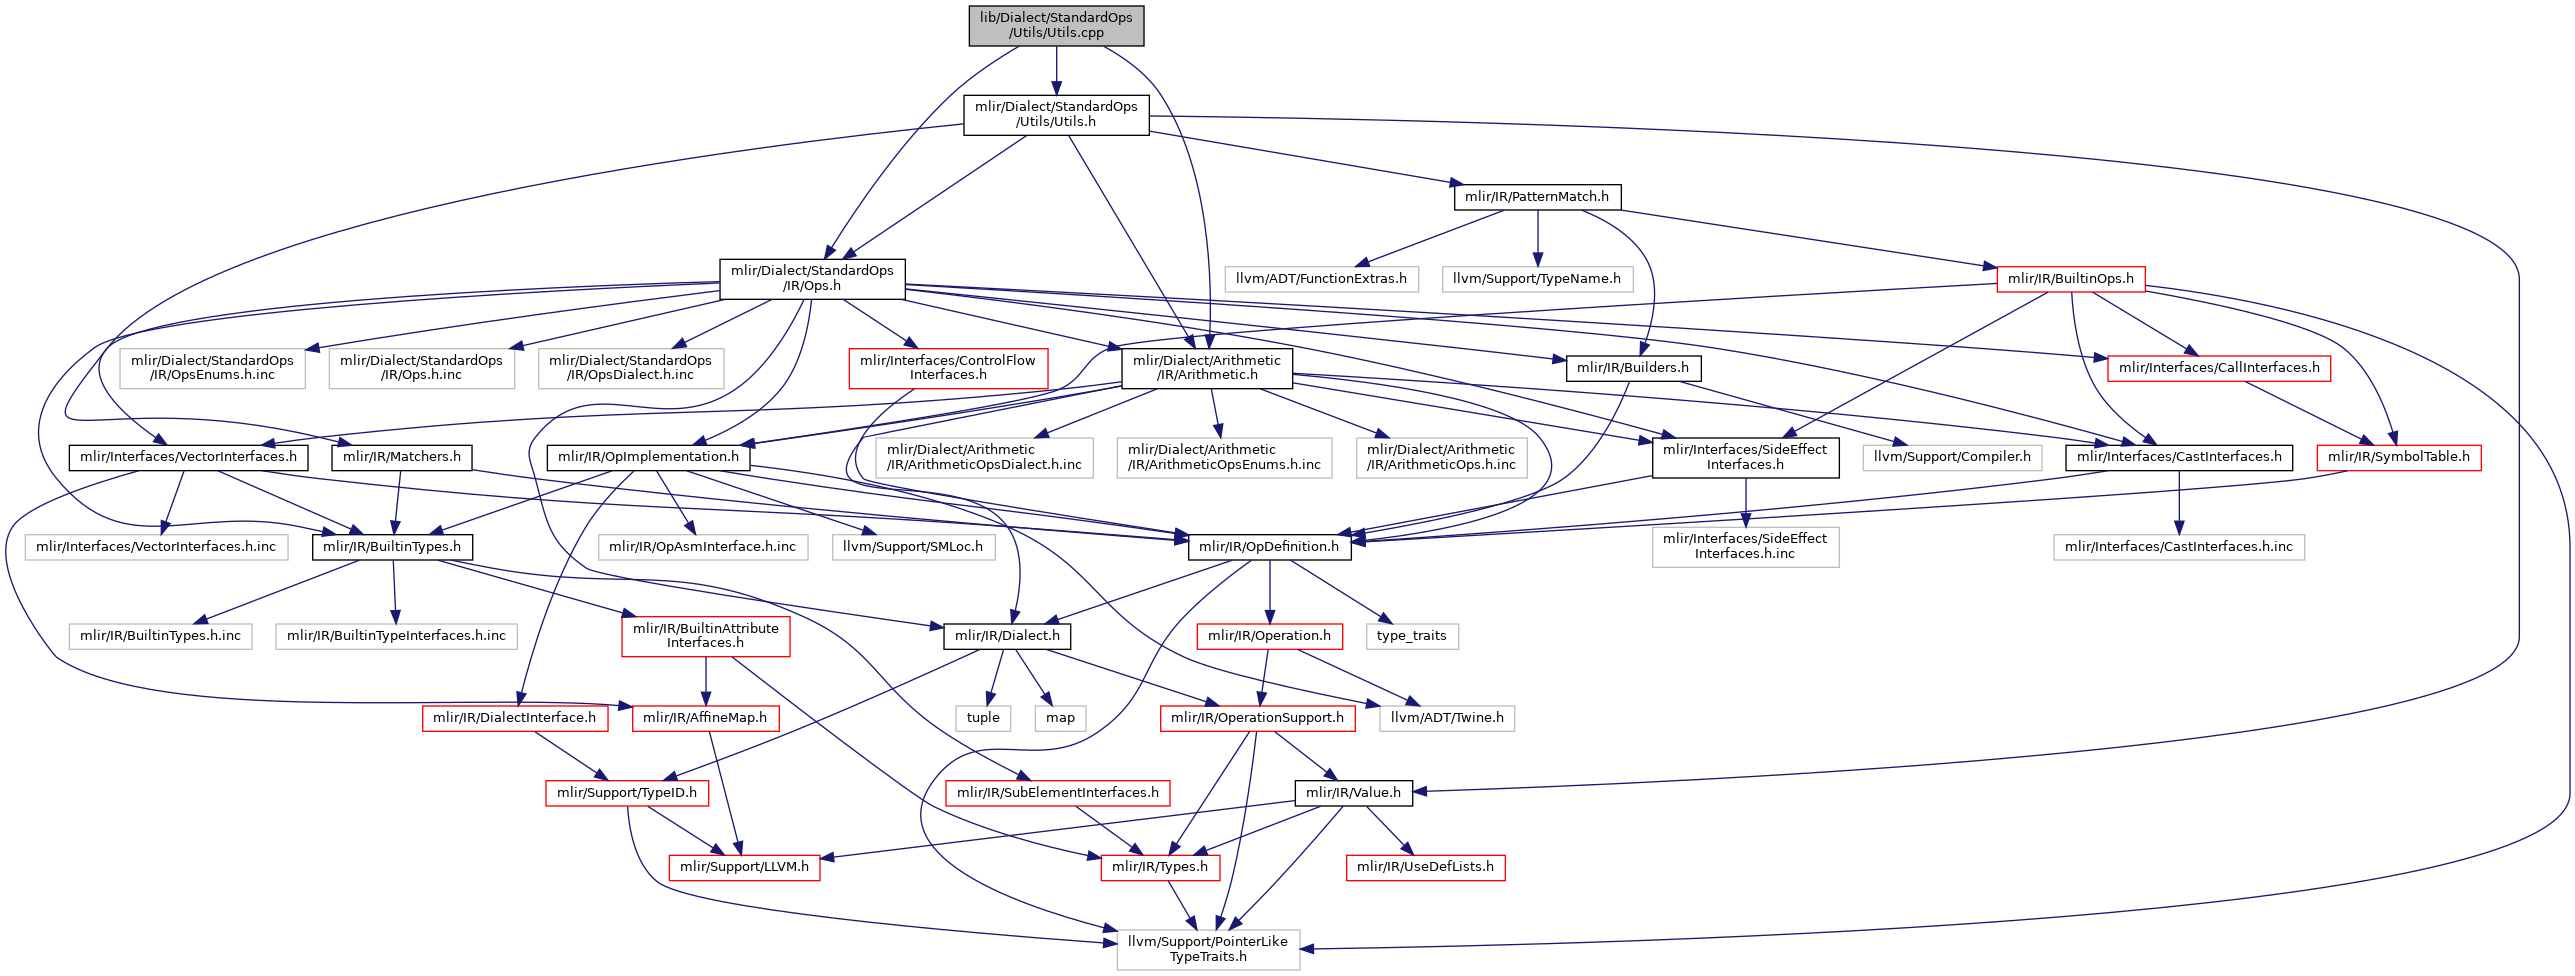 lib/Dialect/StandardOps
/Utils/Utils.cpp
mlir/Dialect/StandardOps
/Utils/Utils.h
mlir/IR/PatternMatch.h
mlir/Dialect/StandardOps
/IR/Ops.h
llvm/ADT/FunctionExtras.h
llvm/Support/TypeName.h
mlir/IR/BuiltinOps.h
mlir/Dialect/StandardOps
/IR/OpsEnums.h.inc
mlir/Dialect/StandardOps
/IR/Ops.h.inc
mlir/Dialect/StandardOps
/IR/OpsDialect.h.inc
mlir/Interfaces/ControlFlow
Interfaces.h
mlir/Dialect/Arithmetic
/IR/Arithmetic.h
mlir/IR/Builders.h
mlir/Interfaces/CallInterfaces.h
mlir/Interfaces/VectorInterfaces.h
mlir/IR/Matchers.h
mlir/IR/OpImplementation.h
mlir/Dialect/Arithmetic
/IR/ArithmeticOpsDialect.h.inc
mlir/Dialect/Arithmetic
/IR/ArithmeticOpsEnums.h.inc
mlir/Dialect/Arithmetic
/IR/ArithmeticOps.h.inc
mlir/Interfaces/SideEffect
Interfaces.h
llvm/Support/Compiler.h
mlir/Interfaces/CastInterfaces.h
mlir/IR/SymbolTable.h
mlir/Interfaces/VectorInterfaces.h.inc
mlir/IR/BuiltinTypes.h
mlir/IR/OpAsmInterface.h.inc
llvm/Support/SMLoc.h
mlir/IR/OpDefinition.h
mlir/Interfaces/SideEffect
Interfaces.h.inc
mlir/Interfaces/CastInterfaces.h.inc
mlir/IR/BuiltinTypes.h.inc
mlir/IR/BuiltinTypeInterfaces.h.inc
mlir/IR/BuiltinAttribute
Interfaces.h
mlir/IR/Dialect.h
mlir/IR/Operation.h
type_traits
mlir/IR/DialectInterface.h
mlir/IR/AffineMap.h
tuple
map
mlir/IR/OperationSupport.h
llvm/ADT/Twine.h
mlir/Support/TypeID.h
mlir/IR/SubElementInterfaces.h
mlir/IR/Value.h
mlir/Support/LLVM.h
mlir/IR/Types.h
mlir/IR/UseDefLists.h
llvm/Support/PointerLike
TypeTraits.h